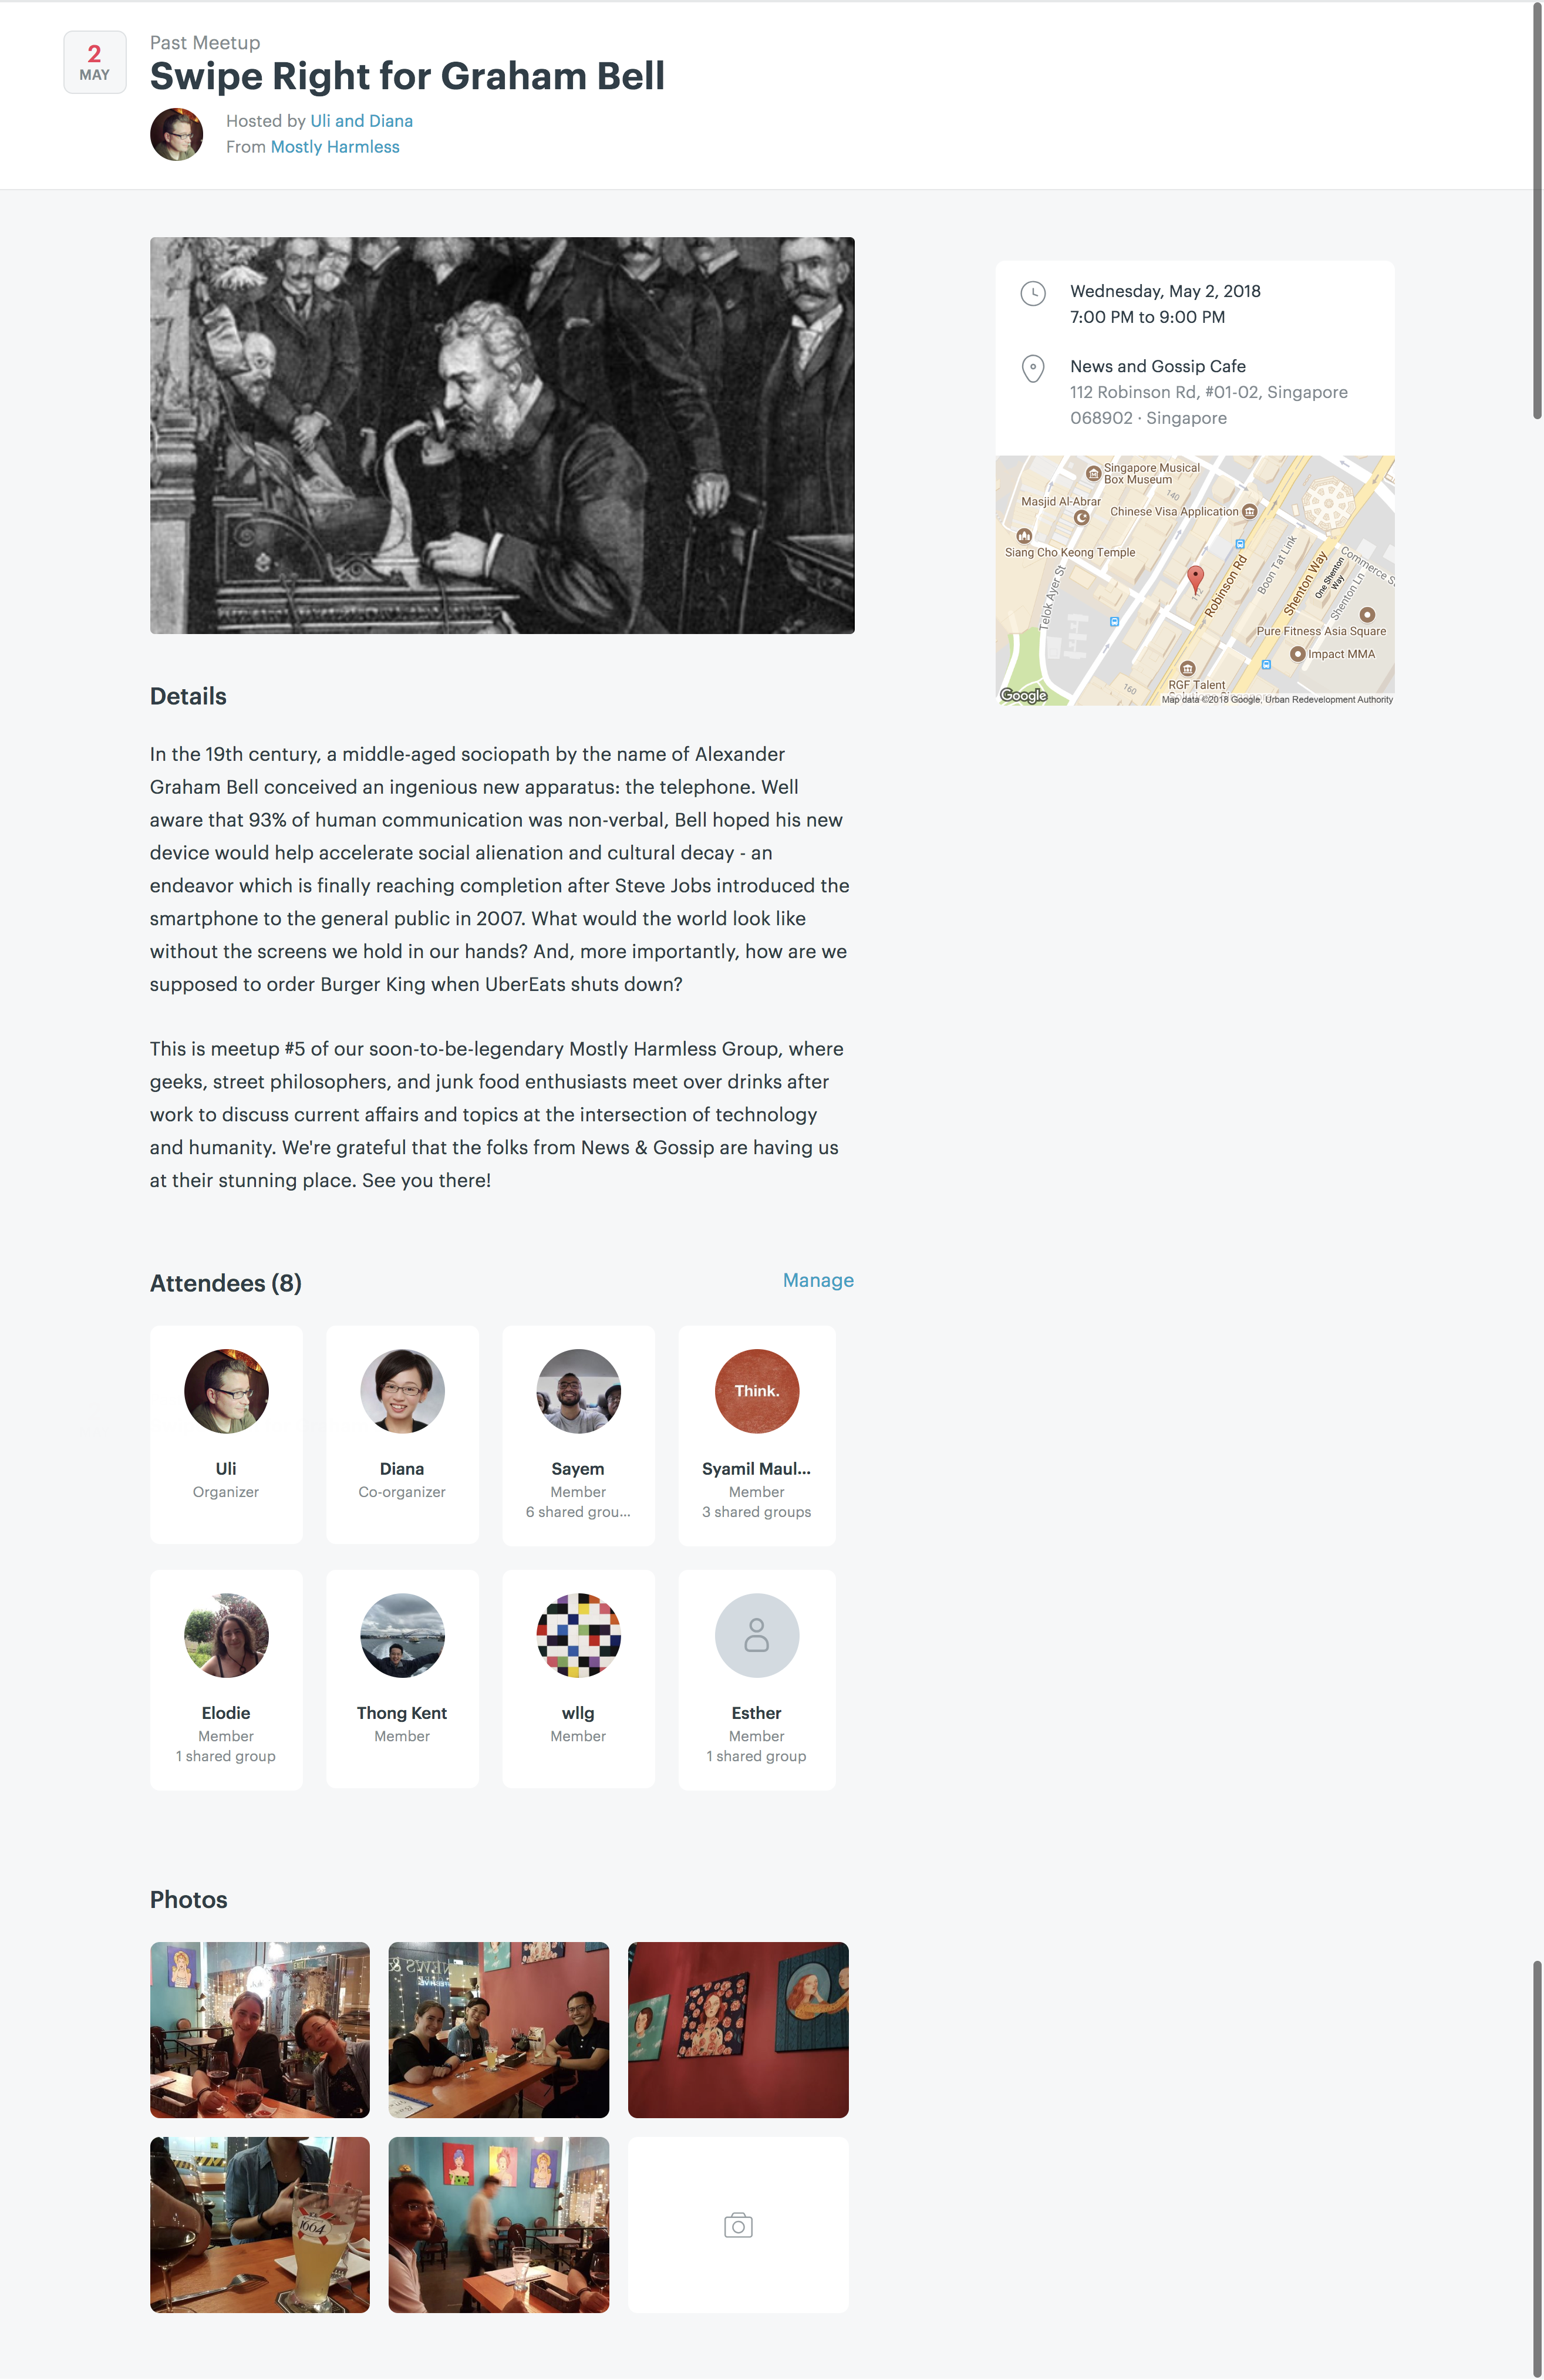 2
MAY
Past Meetup
Swipe Right for Graham Bell
Hosted by Uli and Diana
From Mostly Harmless
Wednesday, May 2, 2018
7:00 PM to 9:00 PM
News and Gossip Cafe
112 Robinson Rd, #01-02, Singapore
068902 · Singapore
Singapore Musical
Box Museum
140
Masjid Al-Abrar
Chinese Visa Application
Siang Cho Keong Temple
Telok Ayer St
Robinson Rd
Boon Tat Link
Shenton Way
One Shenton
Way
Shenton Ln
Commerce S
112
Pure Fitness Asia Square
Impact MMA
RGF Talent
160
Google
Map data ©2018 Google, Urban Redevelopment Authority
Details
In the 19th century, a middle-aged sociopath by the name of Alexander
Graham Bell conceived an ingenious new apparatus: the telephone. Well
aware that 93% of human communication was non-verbal, Bell hoped his new
device would help accelerate social alienation and cultural decay - an
endeavor which is finally reaching completion after Steve Jobs introduced the
smartphone to the general public in 2007. What would the world look like
without the screens we hold in our hands? And, more importantly, how are we
supposed to order Burger King when UberEats shuts down?
This is meetup #5 of our soon-to-be-legendary Mostly Harmless Group, where
geeks, street philosophers, and junk food enthusiasts meet over drinks after
work to discuss current affairs and topics at the intersection of technology
and humanity. We're grateful that the folks from News & Gossip are having us
at their stunning place. See you there!
Attendees (8)
Manage
Think.
Uli
Organizer
Diana
Co-organizer
Sayem
Member
6 shared grou...
Syamil Maul...
Member
3 shared groups
Elodie
Member
1 shared group
Thong Kent
Member
wllg
Member
Esther
Member
1 shared group
Photos
EXIT
NEWS &
1664